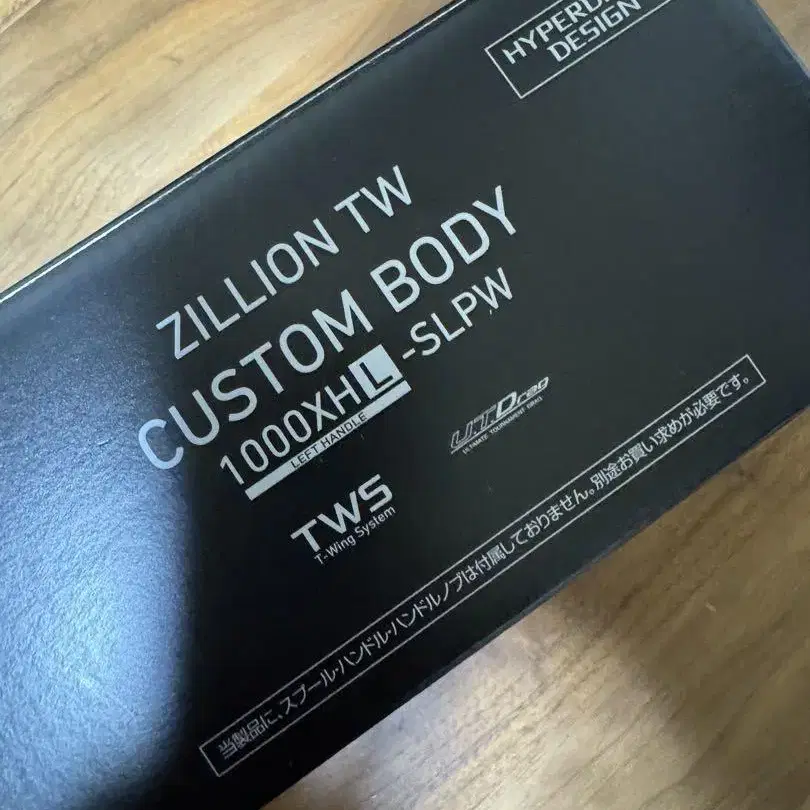 DESIGN
ZILLION TW
CUSTOM BODY
1000XHL-SLPW
LEFT HANDLE
TWS
T-Wing System
U.T.Drag
ULTIMATE TOURNAMENT DRAG
当製品に、スプール・ハンドル・ハンドルノブは付属しておりません。別途お買い求めが必要です。